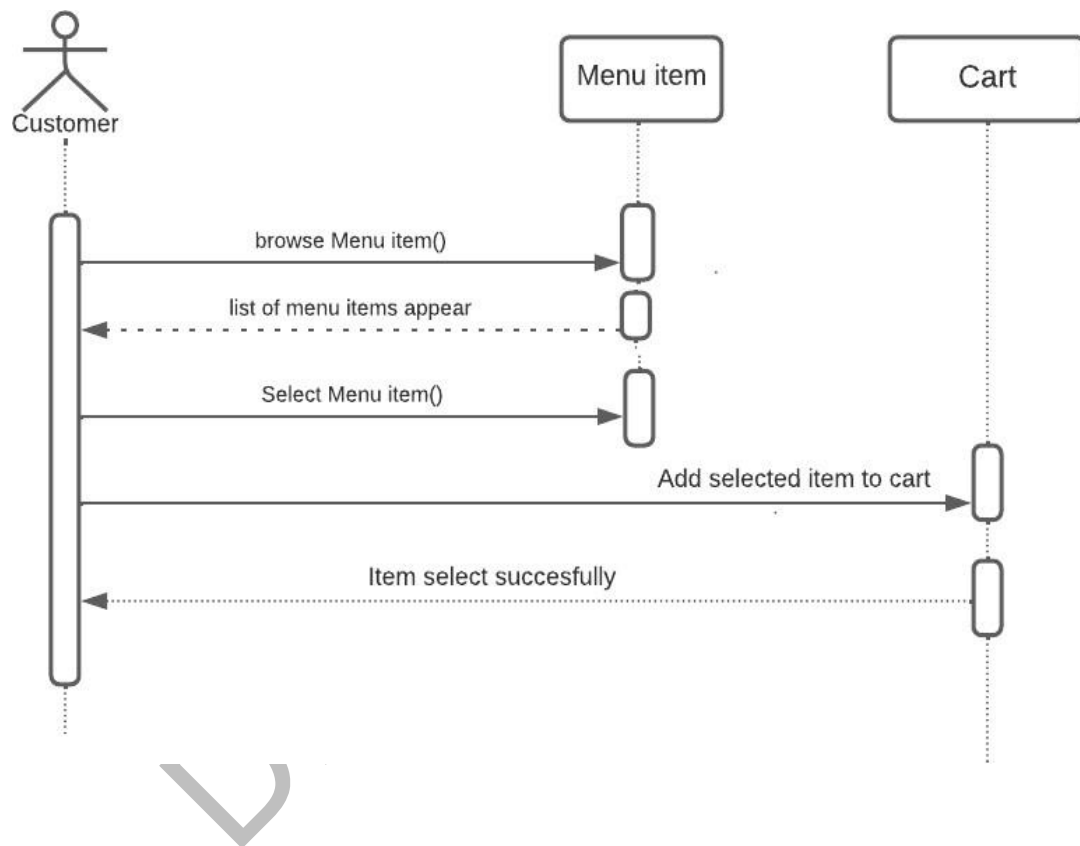 Customer
Menu item
Cart
browse Menu item()
list of menu items appear
Select Menu item()
Add selected item to cart
Item select succesfully